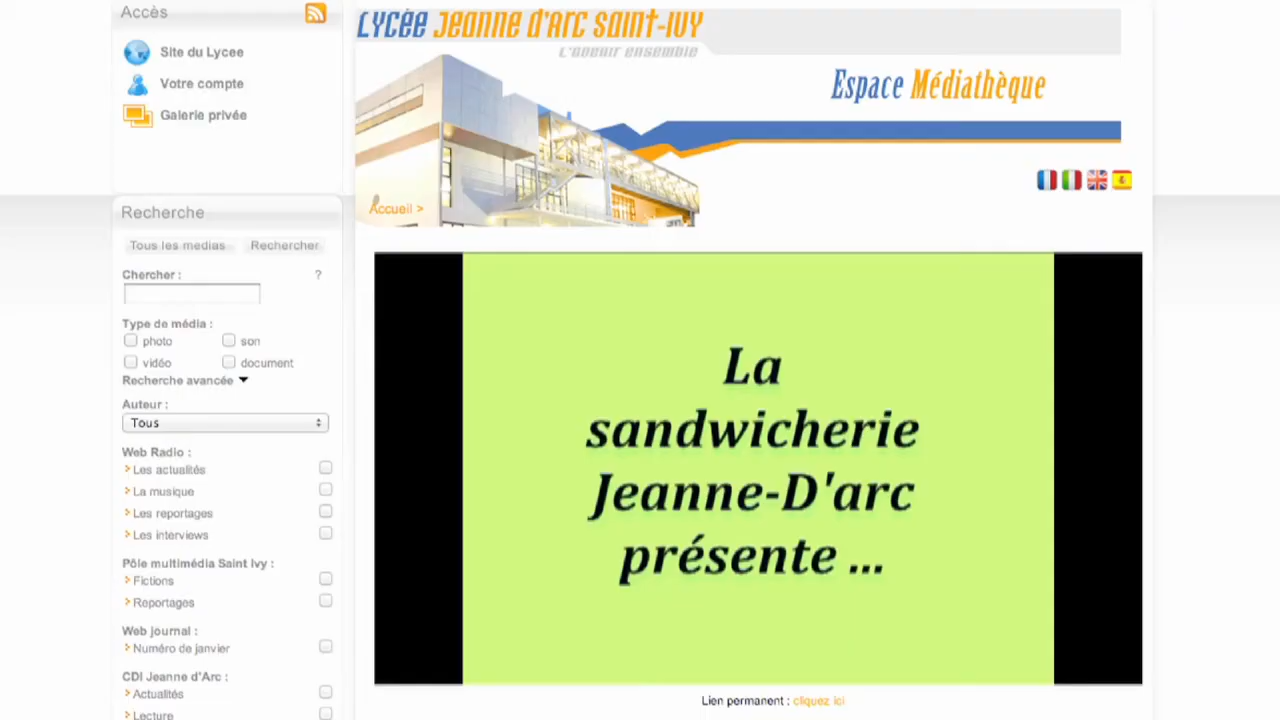 Accès
Site du Lycee
Votre compte
Galerie privée
Recherche
Tous les medias
Rechercher
Chercher :
?
Type de média :
photo
son
vidéo
document
Recherche avancée
Auteur :
Tous
Web Radio :
Les actualités
La musique
Les reportages
Les interviews
Pôle multimédia Saint Ivy :
Fictions
Reportages
Web journal :
Numéro de janvier
CDI Jeanne d'Arc :
Actualités
Lecture
LYCÉE JEANNE D'ARC SAINT-IVY
L'avenir ensemble
Espace Médiathèque
Accueil >
La
sandwicherie
Jeanne-D'arc
présente ...
Lien permanent : cliquez ici